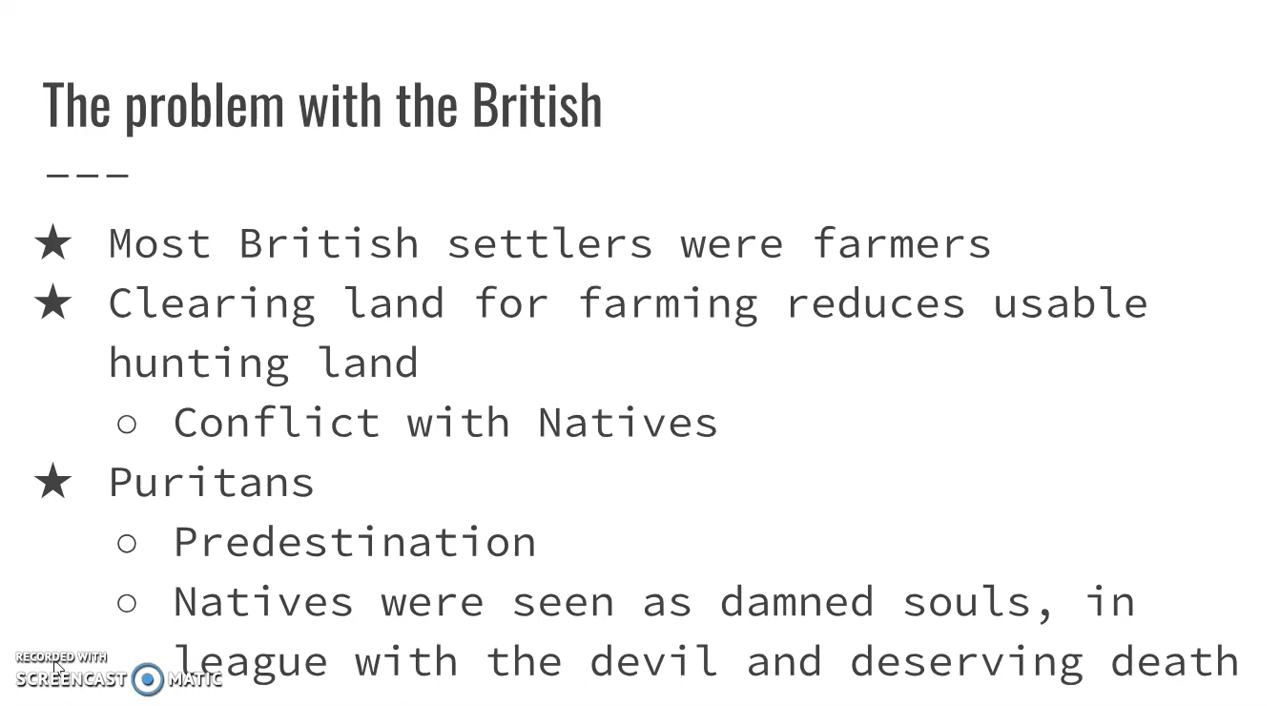 The problem with the British
★ Most British settlers were farmers
★ Clearing land for farming reduces usable
hunting land
○ Conflict with Natives
★ Puritans
○ Predestination
○ Natives were seen as damned souls, in
league with the devil and deserving death
RECORDED WITH
SCREENCAST MATIC